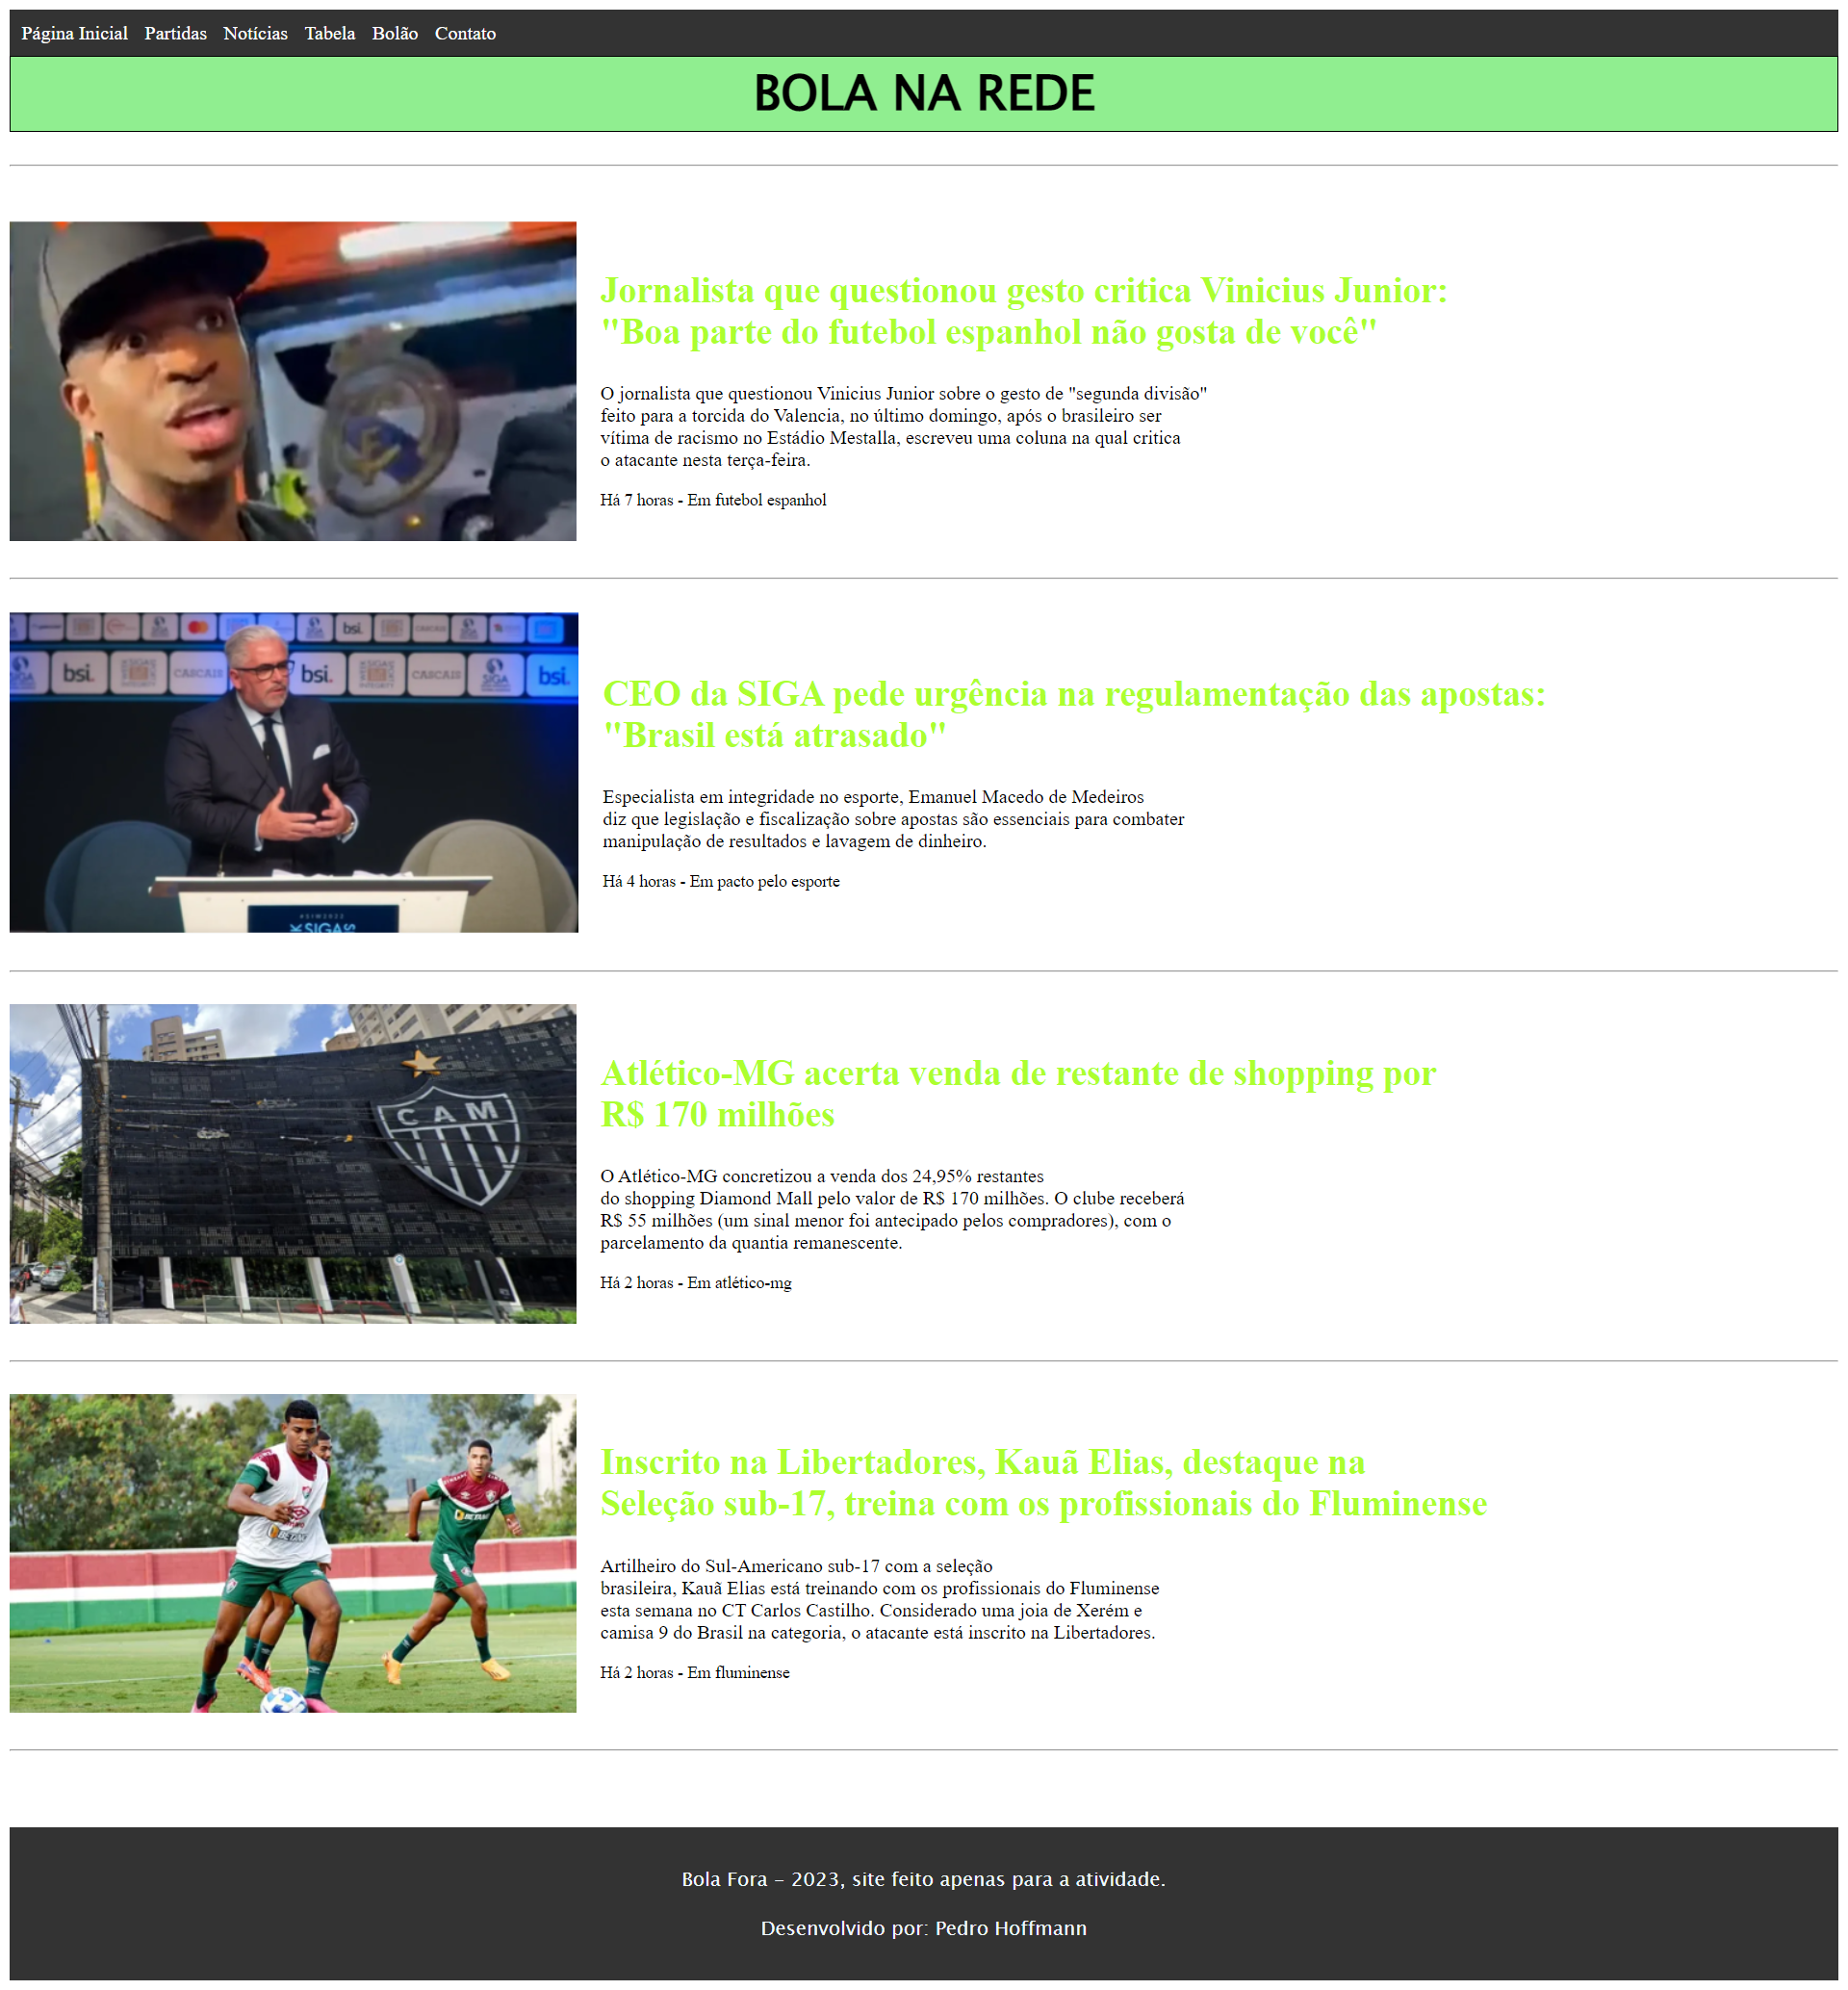 Página Inicial Partidas Notícias Tabela Bolão Contato
BOLA NA REDE
Jornalista que questionou gesto critica Vinicius Junior:
"Boa parte do futebol espanhol não gosta de você"
O jornalista que questionou Vinicius Junior sobre o gesto de "segunda divisão"
feito para a torcida do Valencia, no último domingo, após o brasileiro ser
vítima de racismo no Estádio Mestalla, escreveu uma coluna na qual critica
o atacante nesta terça-feira.
Há 7 horas - Em futebol espanhol
bsi.
bsi. CASCAIS bsi. CASCAIS SIGA bsi.
SIGA
CEO da SIGA pede urgência na regulamentação das apostas:
"Brasil está atrasado"
Especialista em integridade no esporte, Emanuel Macedo de Medeiros
diz que legislação e fiscalização sobre apostas são essenciais para combater
manipulação de resultados e lavagem de dinheiro.
Há 4 horas - Em pacto pelo esporte
CAM
Atlético-MG acerta venda de restante de shopping por
R$ 170 milhões
O Atlético-MG concretizou a venda dos 24,95% restantes
do shopping Diamond Mall pelo valor de R$ 170 milhões. O clube receberá
R$ 55 milhões (um sinal menor foi antecipado pelos compradores), com o
parcelamento da quantia remanescente.
Há 2 horas - Em atlético-mg
BETANO
Inscrito na Libertadores, Kauã Elias, destaque na
Seleção sub-17, treina com os profissionais do Fluminense
Artilheiro do Sul-Americano sub-17 com a seleção
brasileira, Kauã Elias está treinando com os profissionais do Fluminense
esta semana no CT Carlos Castilho. Considerado uma joia de Xerém e
camisa 9 do Brasil na categoria, o atacante está inscrito na Libertadores.
Há 2 horas - Em fluminense
Bola Fora - 2023, site feito apenas para a atividade.
Desenvolvido por: Pedro Hoffmann